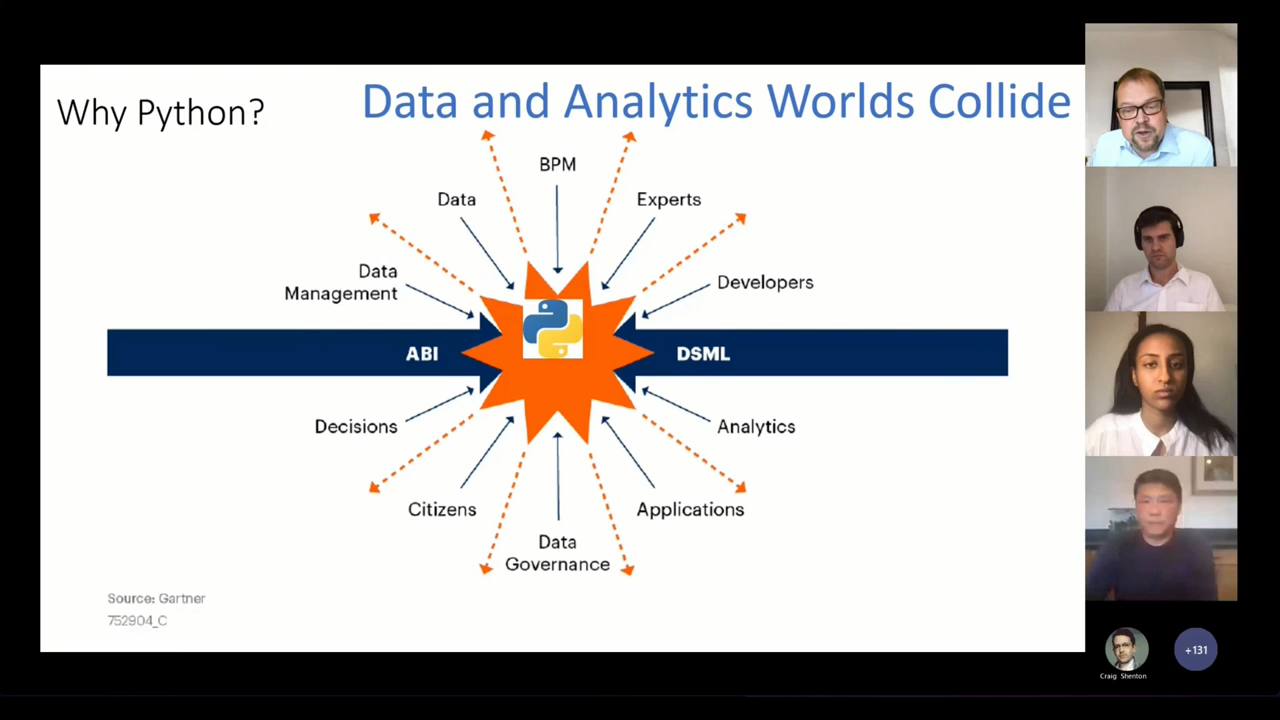 Why Python?
Data and Analytics Worlds Collide
BPM
Data
Experts
Data
Management
Developers
ABI
DSML
Decisions
Analytics
Citizens
Applications
Data
Governance
Source: Gartner
752904_C
Craig Shenton
+131